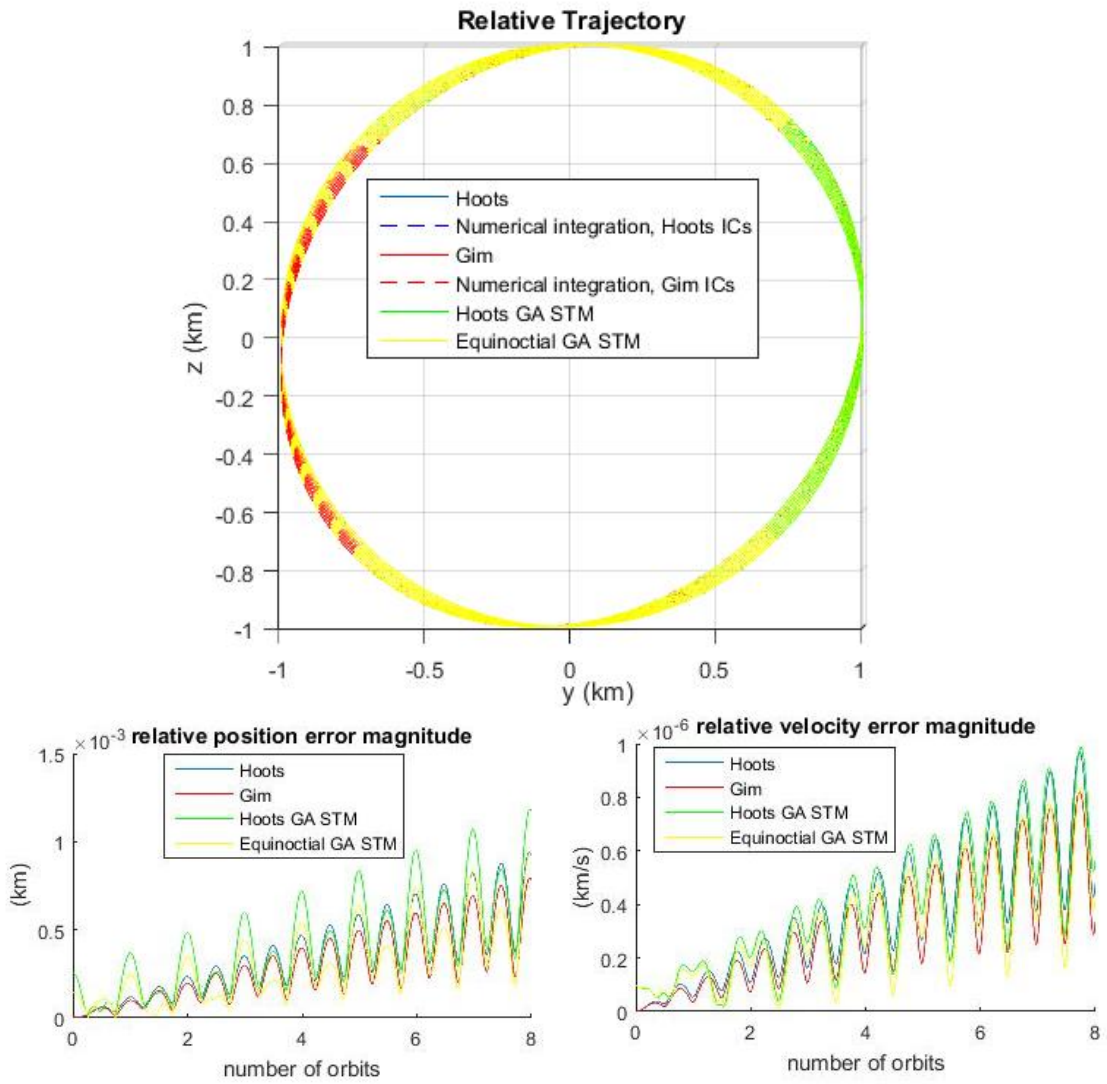 Relative Trajectory
1
0.8
0.6
0.4
0.2
0
-0.2
-0.4
-0.6
-0.8
-1
z (km)
Hoots
Numerical integration, Hoots ICs
Gim
Numerical integration, Gim ICs
Hoots GA STM
Equinoctial GA STM
-1
-0.5
0
0.5
1
y (km)
×10-3 relative position error magnitude
1.5
1
0.5
0
(km)
Hoots
Gim
Hoots GA STM
Equinoctial GA STM
0
2
4
6
8
number of orbits
×10-6 relative velocity error magnitude
1
0.8
0.6
0.4
0.2
0
(km/s)
Hoots
Gim
Hoots GA STM
Equinoctial GA STM
0
2
4
6
8
number of orbits